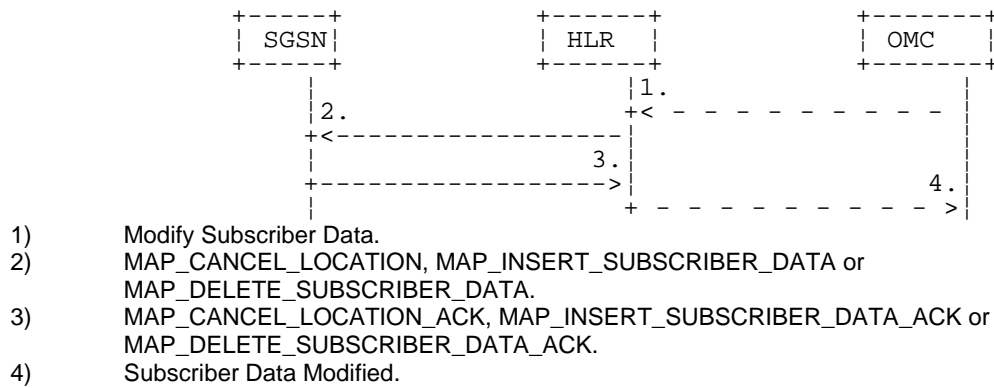 SGSN HLR OMC
1.
2.
3.
4.
1) Modify Subscriber Data.
2) MAP_CANCEL_LOCATION, MAP_INSERT_SUBSCRIBER_DATA or
MAP_DELETE_SUBSCRIBER_DATA.
3) MAP_CANCEL_LOCATION_ACK, MAP_INSERT_SUBSCRIBER_DATA_ACK or
MAP_DELETE_SUBSCRIBER_DATA_ACK.
4) Subscriber Data Modified.